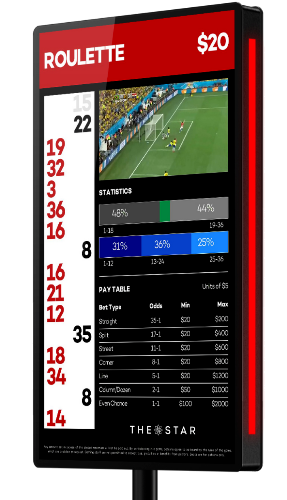 ROULETTE $20
15
22
19
32
3
36
16
8
16
21
12
35
18
34
8
14
STATISTICS
48% 44%
1-18 19-36
31% 36% 25%
1-12 13-24 25-36
PAY TABLE Units of $5
Bet Type Odds Min Max
Straight 35-1 $20 $200
Split 17-1 $20 $400
Street 11-1 $20 $600
Corner 8-1 $20 $800
Line 5-1 $20 $1200
Column/Dozen 2-1 $50 $1000
Even Chance 1-1 $100 $2000
THE STAR